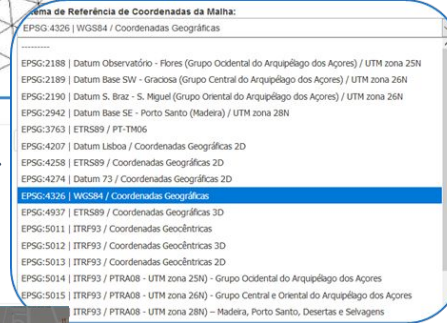 ema de Referência de Coordenadas da Malha:
EPSG:4326 | WGS84 / Coordenadas Geográficas
---------
EPSG:2188 | Datum Observatório - Flores (Grupo Ocidental do Arquipélago dos Açores) / UTM zona 25N
EPSG:2189 | Datum Base SW - Graciosa (Grupo Central do Arquipélago dos Açores) / UTM zona 26N
EPSG:2190 | Datum S. Braz - S. Miguel (Grupo Oriental do Arquipélago dos Açores) / UTM zona 26N
EPSG:2942 | Datum Base SE - Porto Santo (Madeira) / UTM zona 28N
EPSG:3763 | ETRS89 / PT-TM06
EPSG:4207 | Datum Lisboa / Coordenadas Geográficas 2D
EPSG:4258 | ETRS89 / Coordenadas Geográficas 2D
EPSG:4274 | Datum 73 / Coordenadas Geográficas 2D
EPSG:4326 | WGS84 / Coordenadas Geográficas
EPSG:4937 | ETRS89 / Coordenadas Geográficas 3D
EPSG:5011 | ITRF93 / Coordenadas Geocêntricas
EPSG:5012 | ITRF93 / Coordenadas Geográficas 3D
EPSG:5013 | ITRF93 / Coordenadas Geográficas 2D
EPSG:5014 | ITRF93 / PTRA08 - UTM zona 25N) - Grupo Ocidental do Arquipélago dos Açores
EPSG:5015 | ITRF93 / PTRA08 - UTM zona 26N) - Grupo Central e Oriental do Arquipélago dos Açores
ITRF93 / PTRA08 - UTM zona 28N) – Madeira, Porto Santo, Desertas e Selvagens